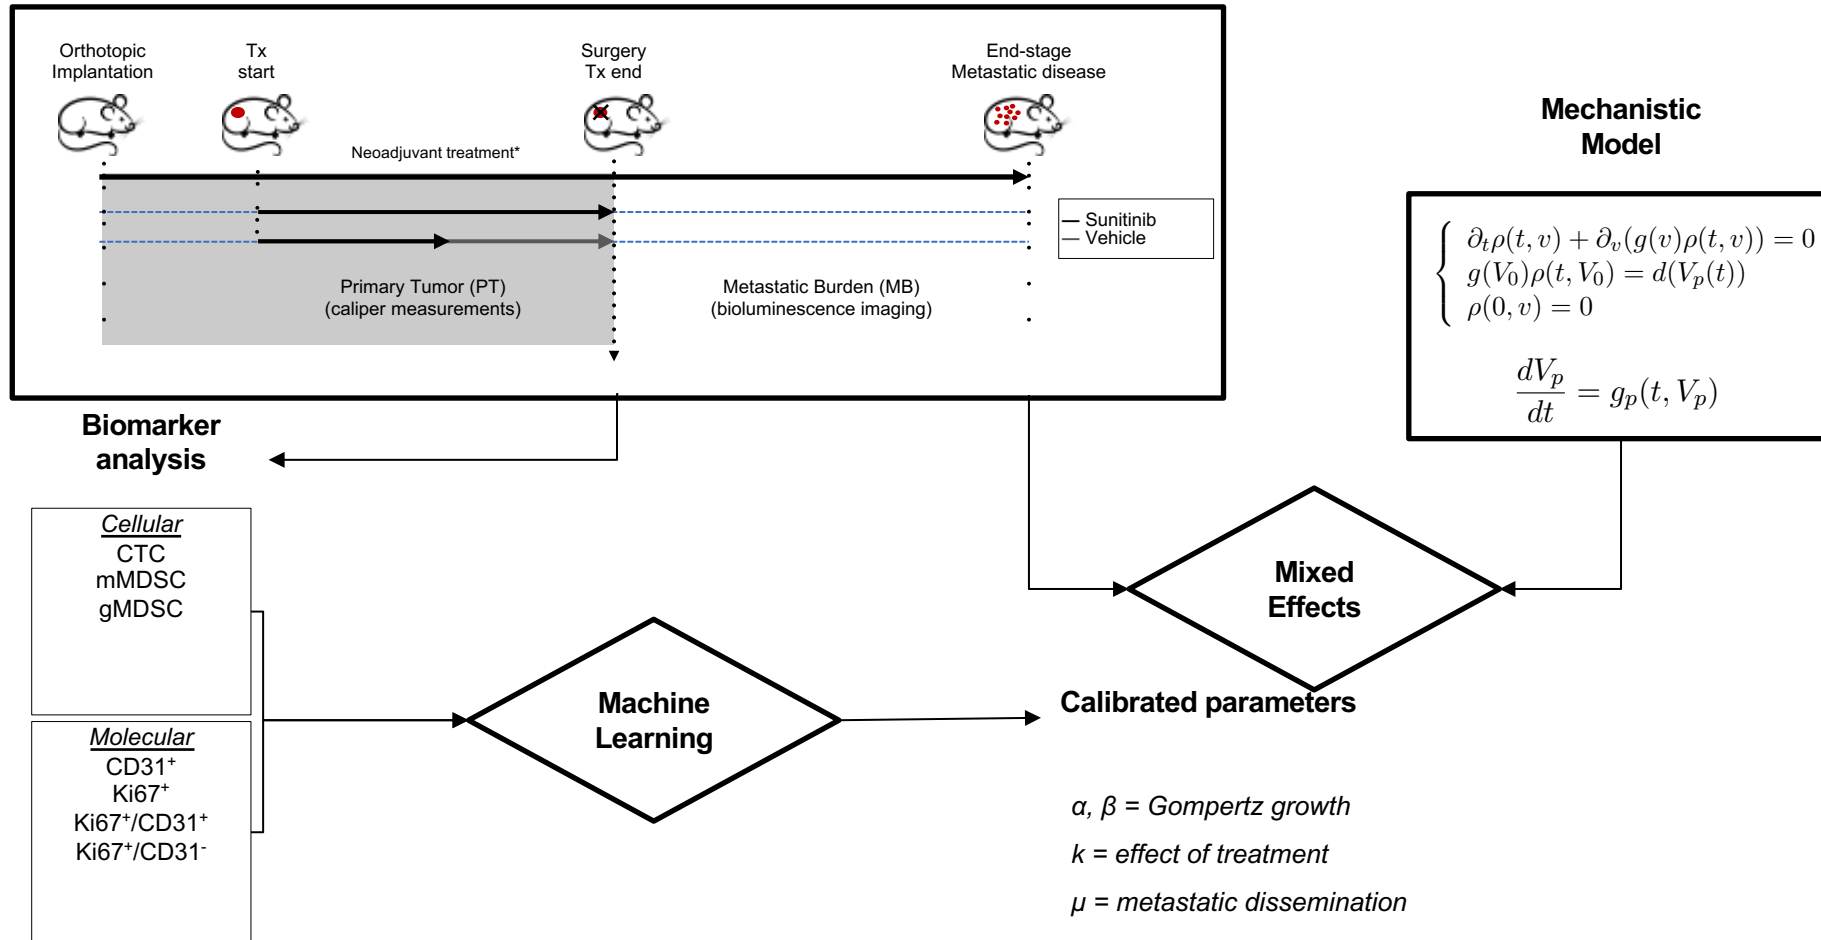 Orthotopic
Implantation
Tx
start
Surgery
Tx end
End-stage
Metastatic disease
Neoadjuvant treatment*
Sunitinib
Vehicle
Primary Tumor (PT)
(caliper measurements)
Metastatic Burden (MB)
(bioluminescence imaging)
Mechanistic
Model
∂ₜρ(t, v) + ∂ᵥ(g(v)ρ(t, v)) = 0
g(V₀)ρ(t, V₀) = d(Vₚ(t))
ρ(0, v) = 0
dVₚ/dt = gₚ(t, Vₚ)
Biomarker
analysis
Cellular
CTC
mMDSC
gMDSC
Molecular
CD31⁺
Ki67⁺
Ki67⁺/CD31⁺
Ki67⁺/CD31⁻
Machine
Learning
Mixed
Effects
Calibrated parameters
α, β = Gompertz growth
k = effect of treatment
μ = metastatic dissemination